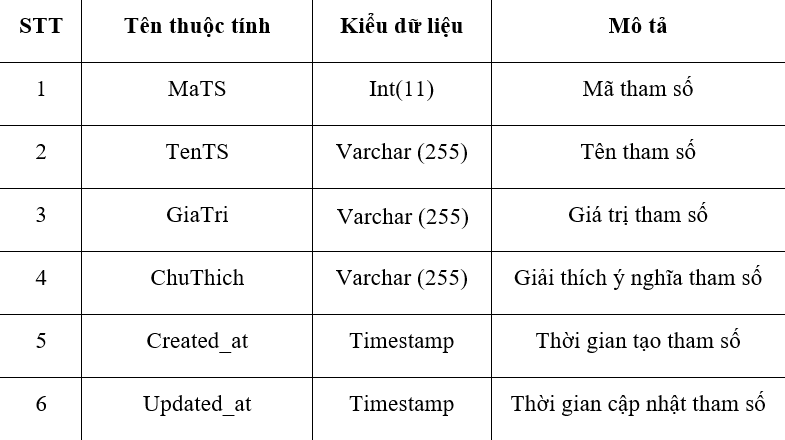 STT Tên thuộc tính Kiểu dữ liệu Mô tả
1 MaTS Int(11) Mã tham số
2 TenTS Varchar (255) Tên tham số
3 GiaTri Varchar (255) Giá trị tham số
4 ChuThich Varchar (255) Giải thích ý nghĩa tham số
5 Created_at Timestamp Thời gian tạo tham số
6 Updated_at Timestamp Thời gian cập nhật tham số